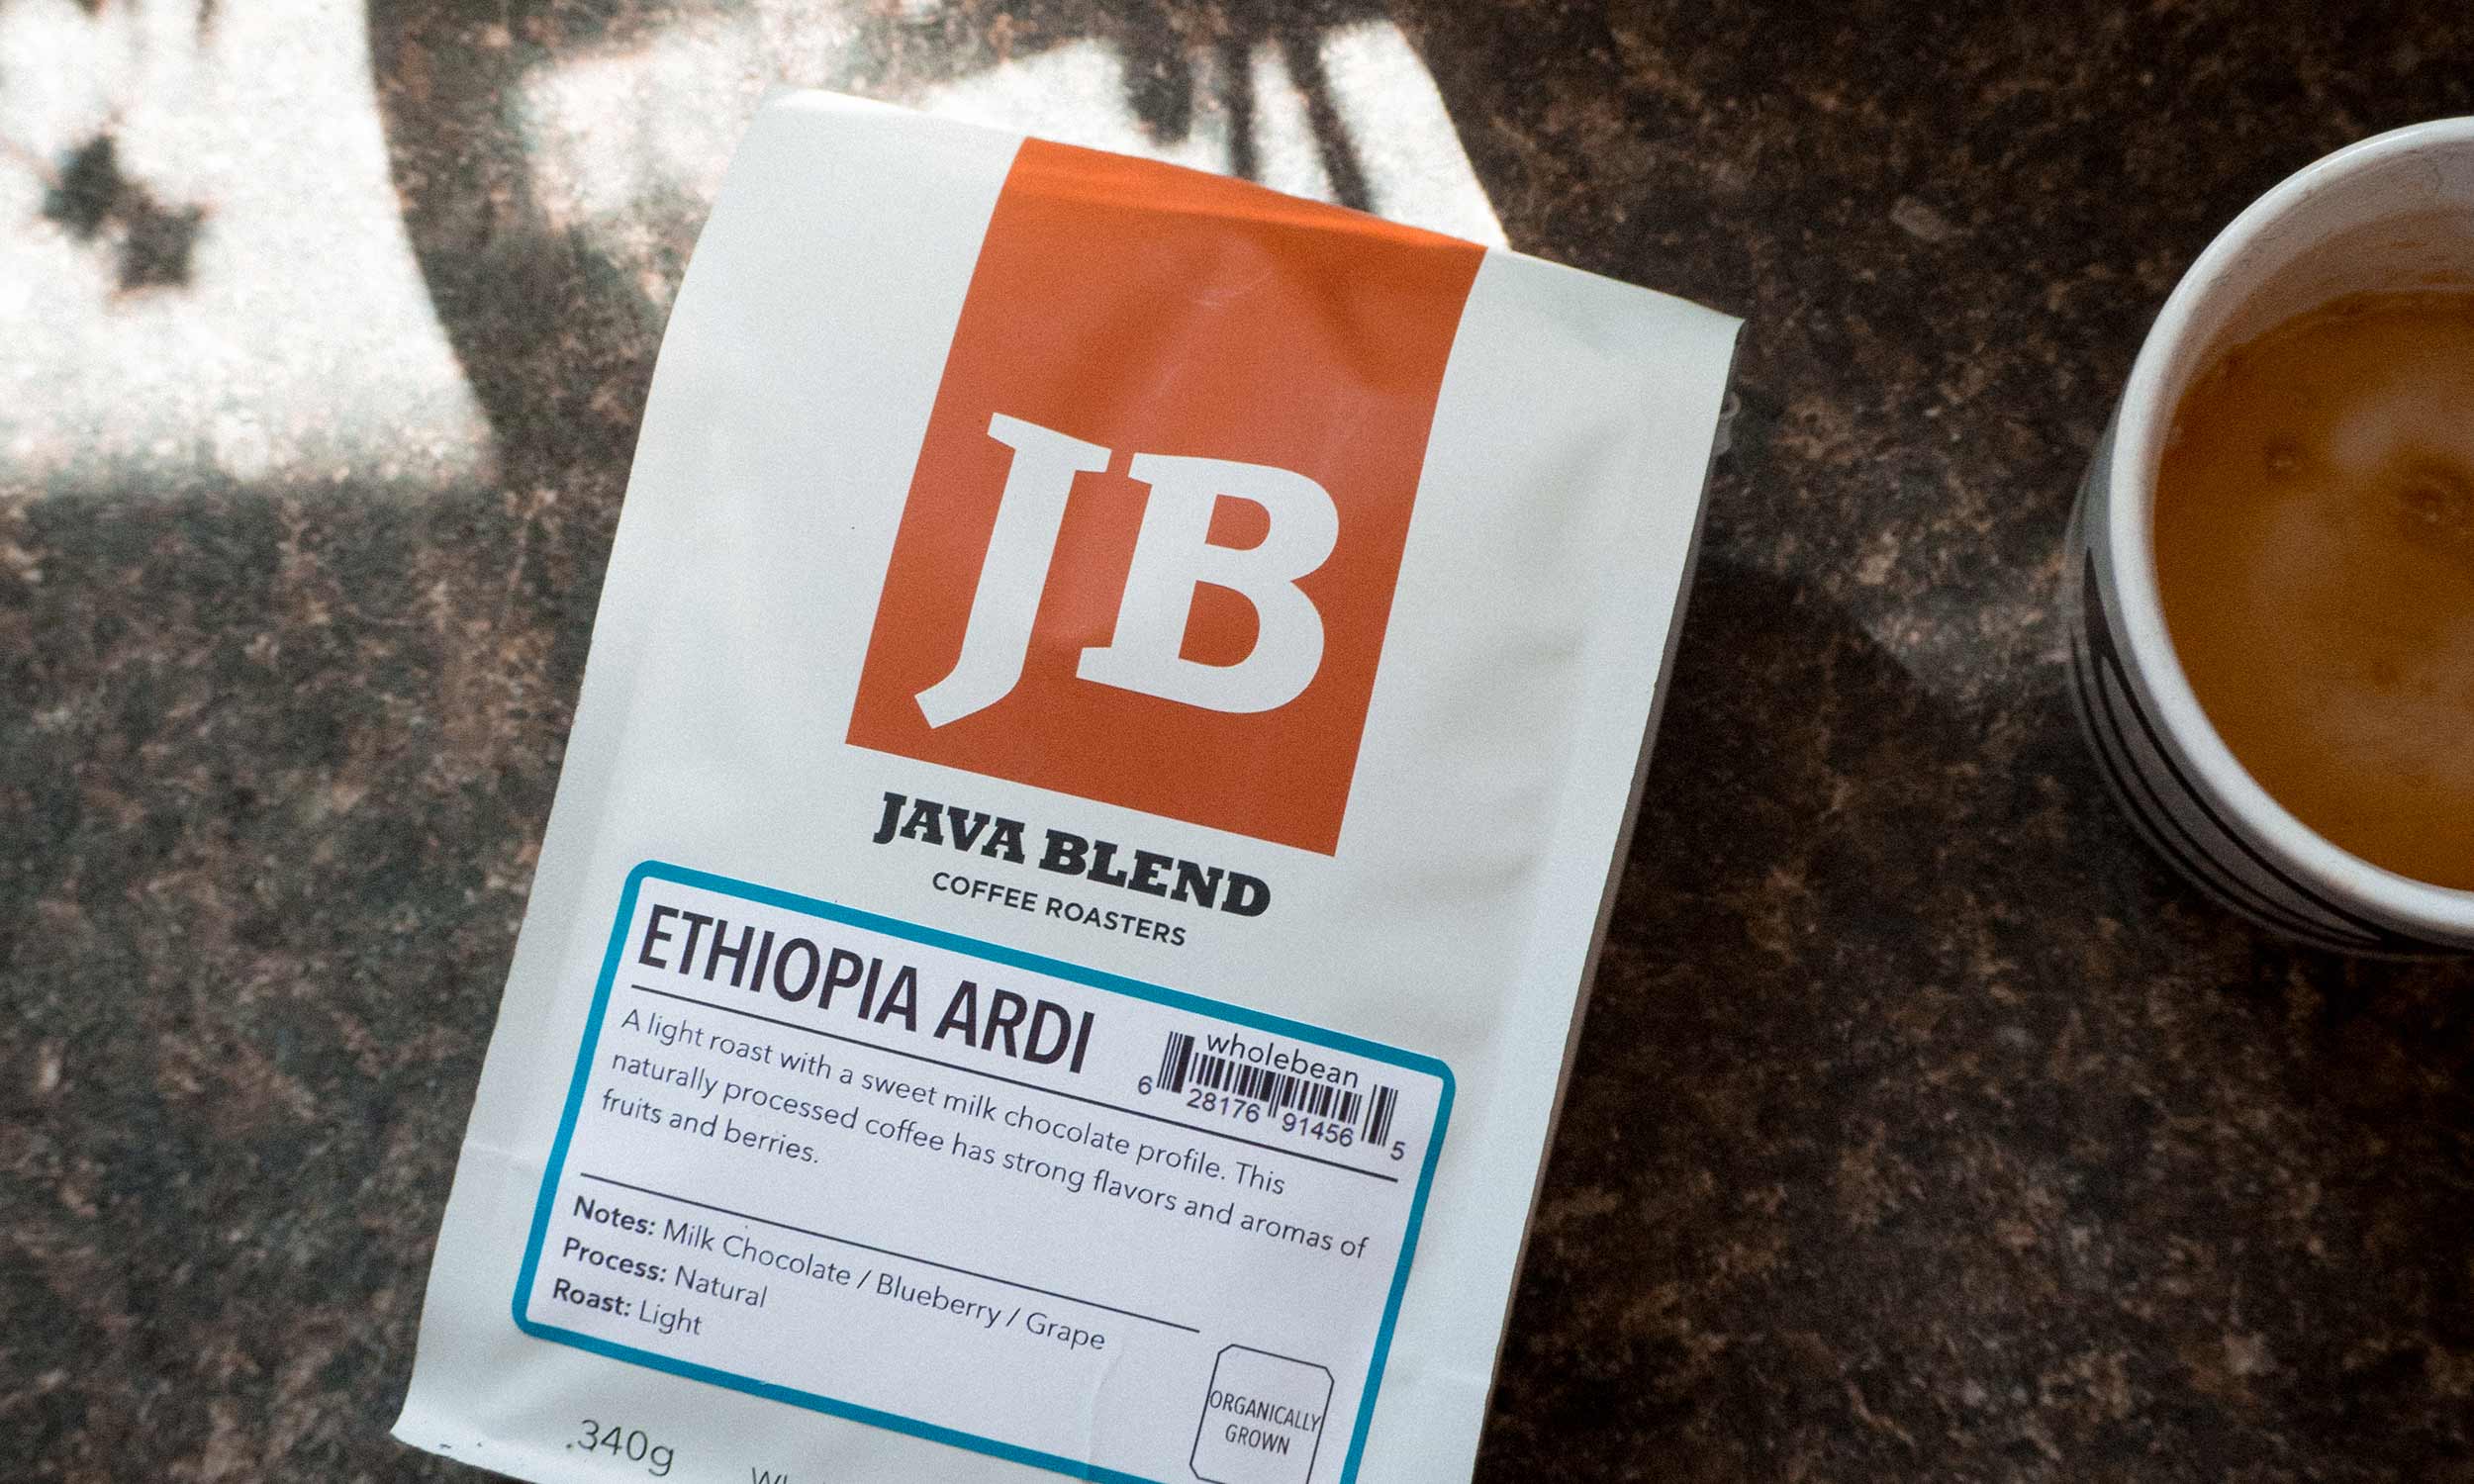 JB
JAVA BLEND
COFFEE ROASTERS
ETHIOPIA ARDI
wholebean
6 28176 91456 5
A light roast with a sweet milk chocolate profile. This
naturally processed coffee has strong flavors and aromas of
fruits and berries.
Notes: Milk Chocolate / Blueberry / Grape
Process: Natural
Roast: Light
ORGANICALLY
GROWN
.340g